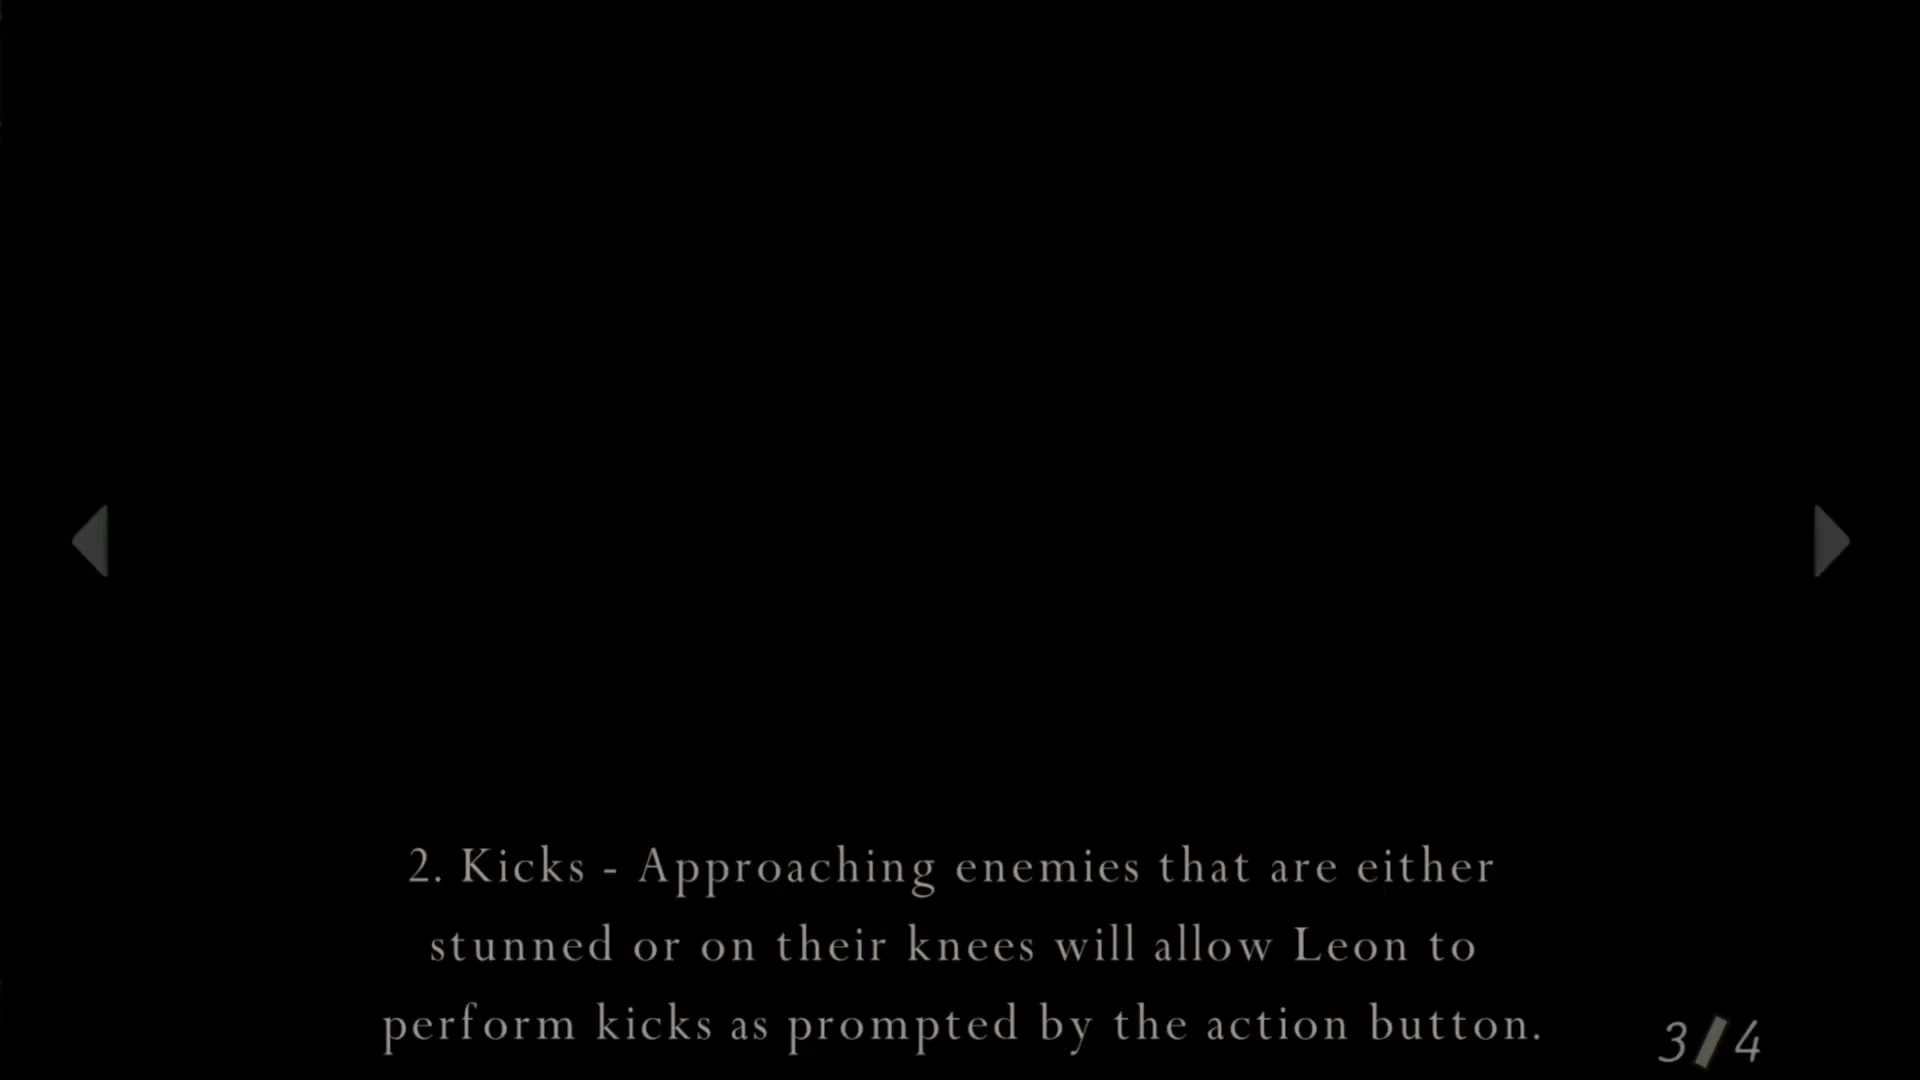 2. Kicks - Approaching enemies that are either
stunned or on their knees will allow Leon to
perform kicks as prompted by the action button.
3/4